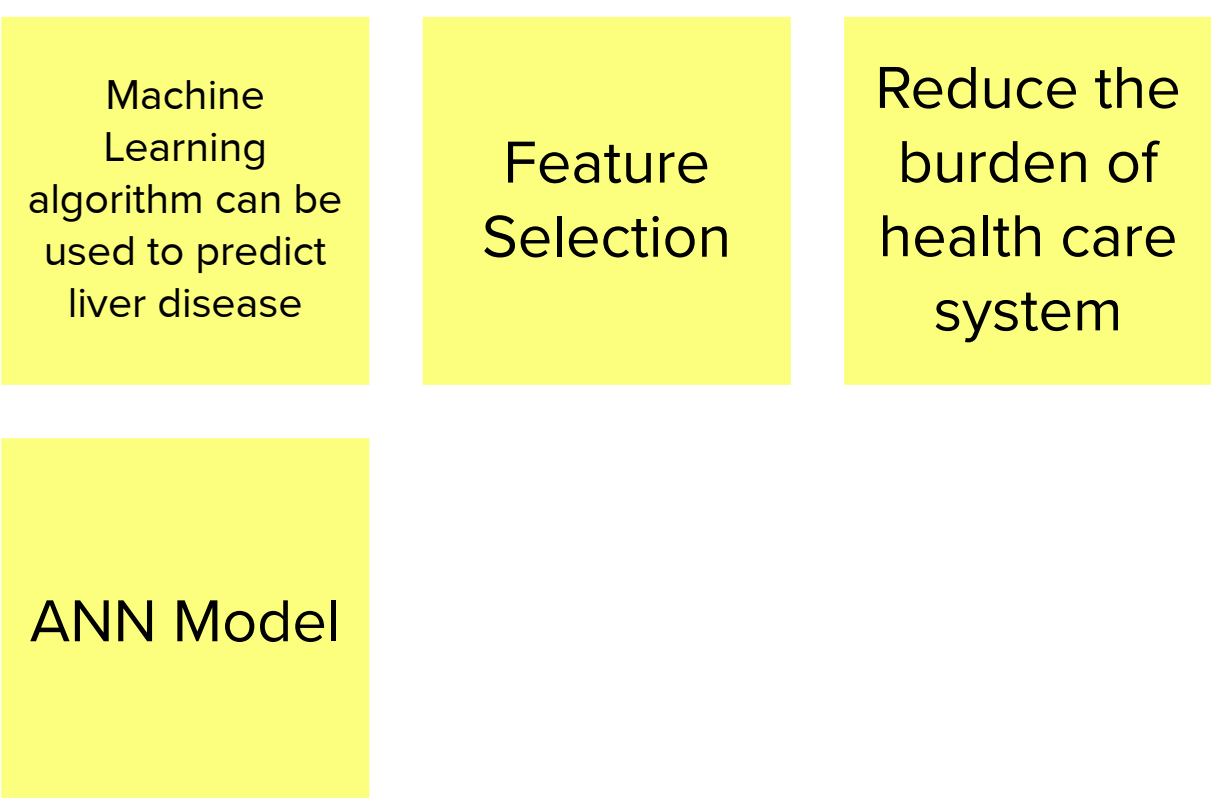 Machine
Learning
algorithm can be
used to predict
liver disease
Feature
Selection
Reduce the
burden of
health care
system
ANN Model